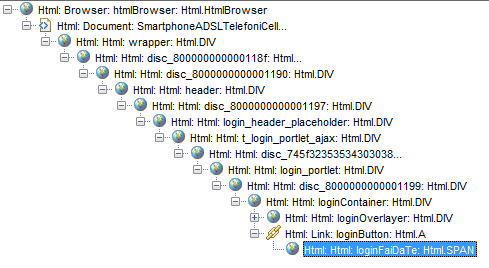 Html: Browser: htmlBrowser: Html.HtmlBrowser
Html: Document: SmartphoneADSLTelefoniCell...
Html: Html: wrapper: Html.DIV
Html: Html: disc_800000000000118f: Html...
Html: Html: disc_8000000000001190: Html.DIV
Html: Html: header: Html.DIV
Html: Html: disc_8000000000001197: Html.DIV
Html: Html: login_header_placeholder: Html.DIV
Html: Html: t_login_portlet_ajax: Html.DIV
Html: Html: disc_745f32353534303038...
Html: Html: login_portlet: Html.DIV
Html: Html: disc_8000000000001199: Html.DIV
Html: Html: loginContainer: Html.DIV
Html: Html: loginOverlayer: Html.DIV
Html: Link: loginButton: Html.A
Html: Html: loginFaiDaTe: Html.SPAN